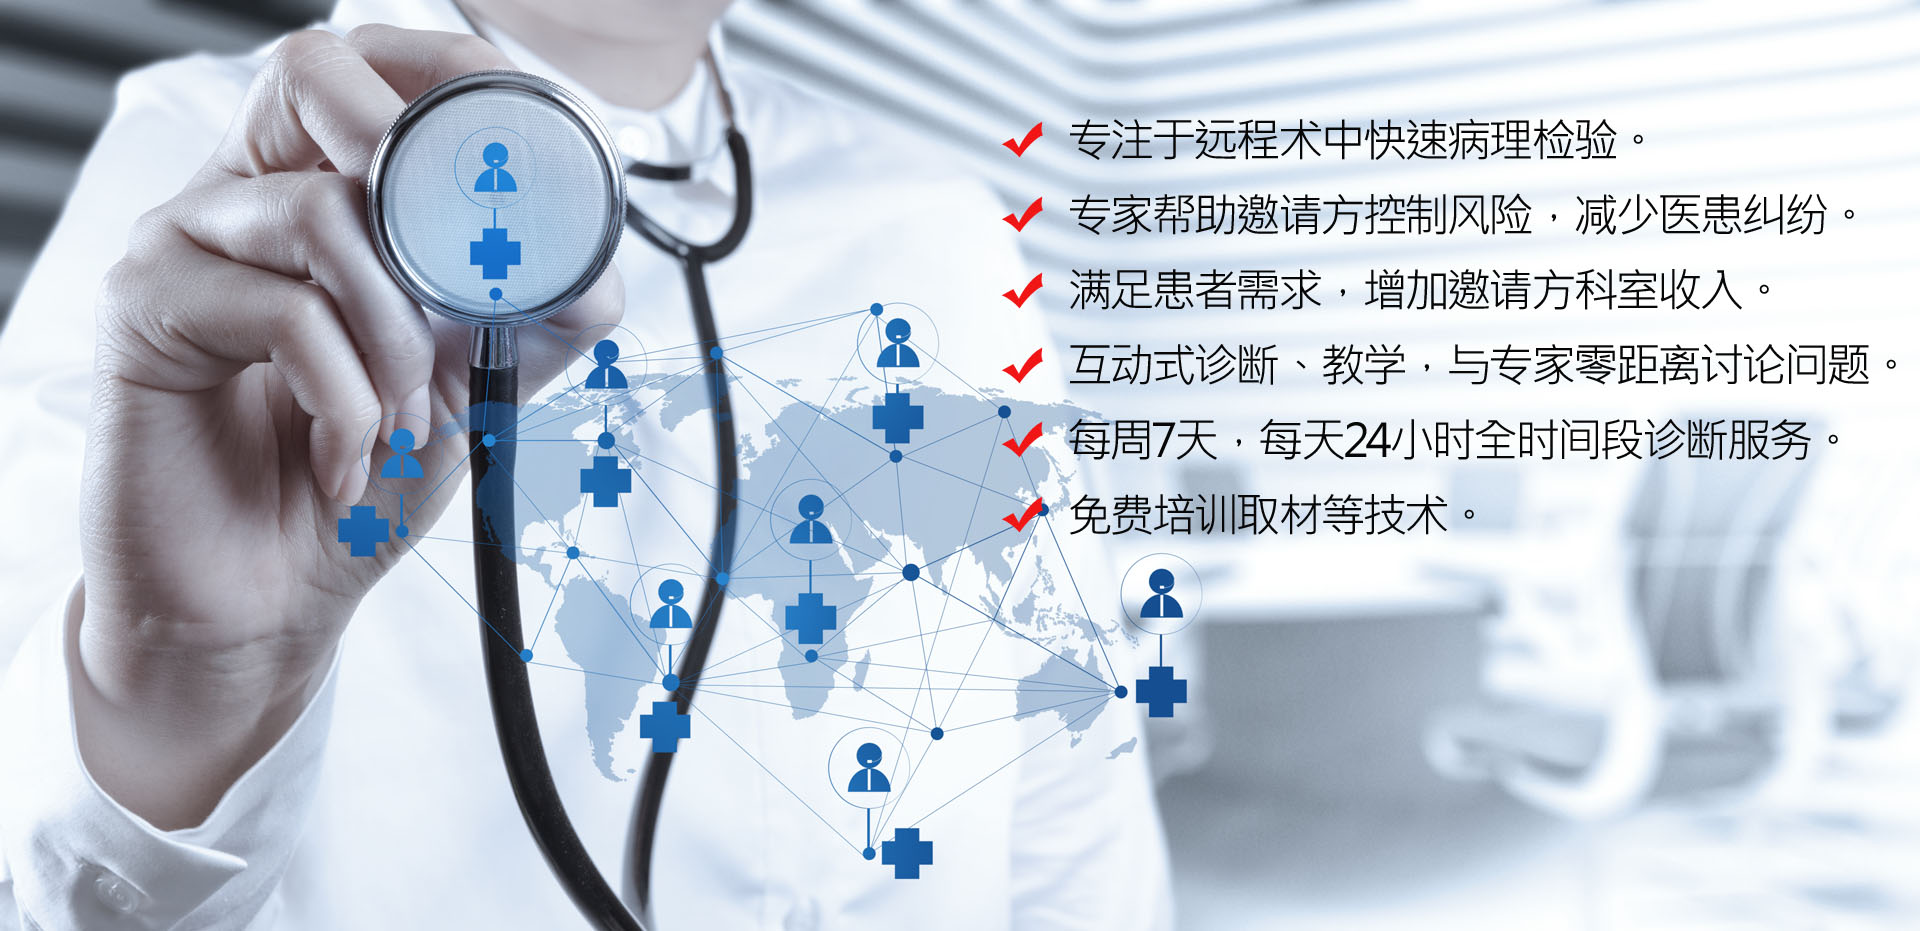 专注于远程术中快速病理检验。
专家帮助邀请方控制风险，减少医患纠纷。
满足患者需求，增加邀请方科室收入。
互动式诊断、教学，与专家零距离讨论问题。
每周7天，每天24小时全时间段诊断服务。
免费培训取材等技术。